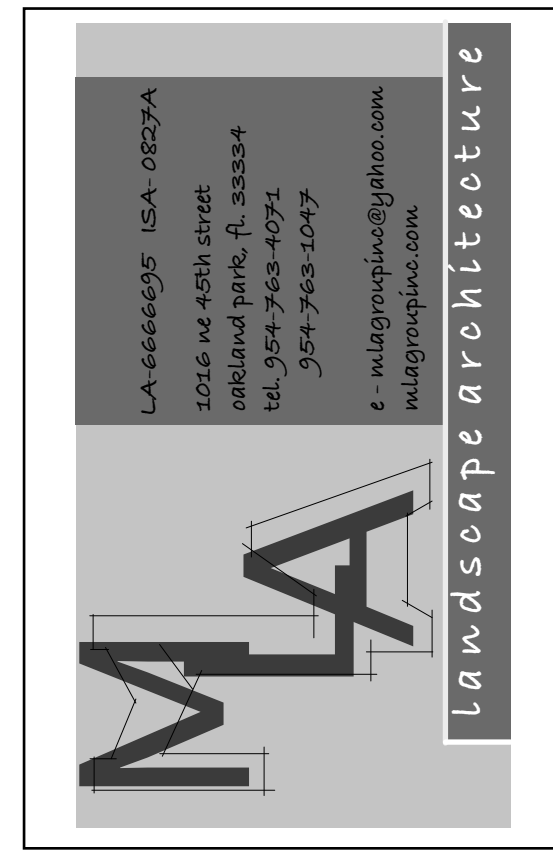 LA-6666695 ISA-0827A
1016 ne 45th street
oakland park, fl. 33334
tel. 954-763-4071
954-763-1047
e - mlagroupinc@yahoo.com
mlagroupinc.com
MLA
landscape architecture